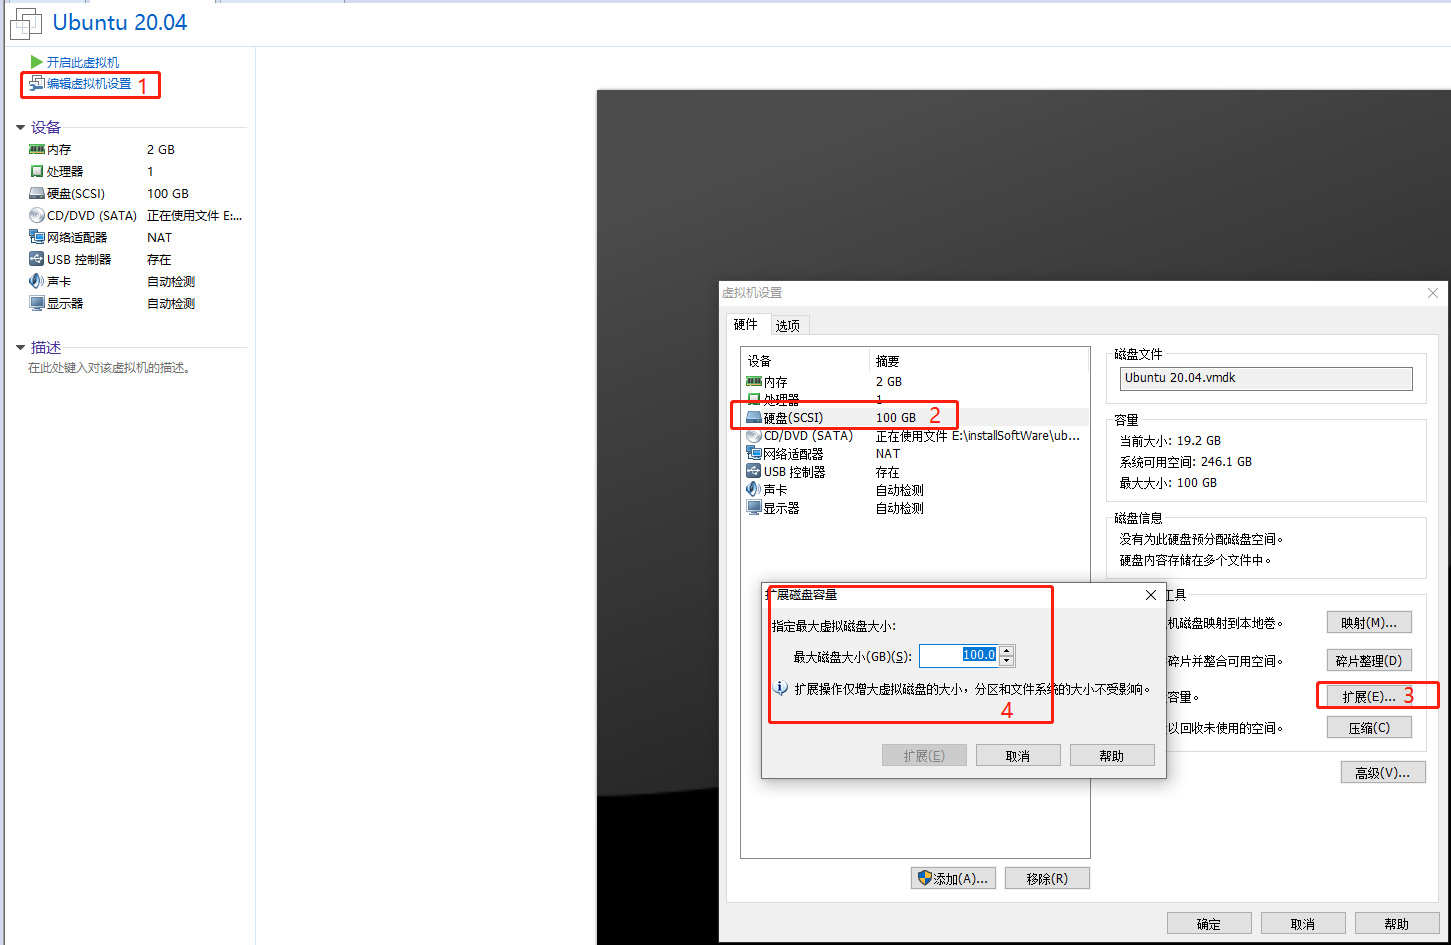 Ubuntu 20.04
开启此虚拟机
编辑虚拟机设置 1
设备
内存 2 GB
处理器 1
硬盘(SCSI) 100 GB
CD/DVD (SATA) 正在使用文件 E:...
网络适配器 NAT
USB 控制器 存在
声卡 自动检测
显示器 自动检测
描述
在此处键入对该虚拟机的描述。
虚拟机设置
硬件 选项
设备 摘要
内存 2 GB
处理器 1
硬盘(SCSI) 100 GB 2
CD/DVD (SATA) 正在使用文件 E:\installSoftWare\ub...
网络适配器 NAT
USB 控制器 存在
声卡 自动检测
显示器 自动检测
磁盘文件
Ubuntu 20.04.vmdk
容量
当前大小: 19.2 GB
系统可用空间: 246.1 GB
最大大小: 100 GB
磁盘信息
没有为此硬盘预分配磁盘空间。
硬盘内容存储在多个文件中。
工具
机磁盘映射到本地卷。 映射(M)...
碎片并整合可用空间。 碎片整理(D)
容量。 扩展(E)... 3
以回收未使用的空间。 压缩(C)
高级(V)...
扩展磁盘容量
指定最大虚拟磁盘大小:
最大磁盘大小(GB)(S): 100.0
扩展操作仅增大虚拟磁盘的大小，分区和文件系统的大小不受影响。
4
扩展(E) 取消 帮助
添加(A)... 移除(R)
确定 取消 帮助